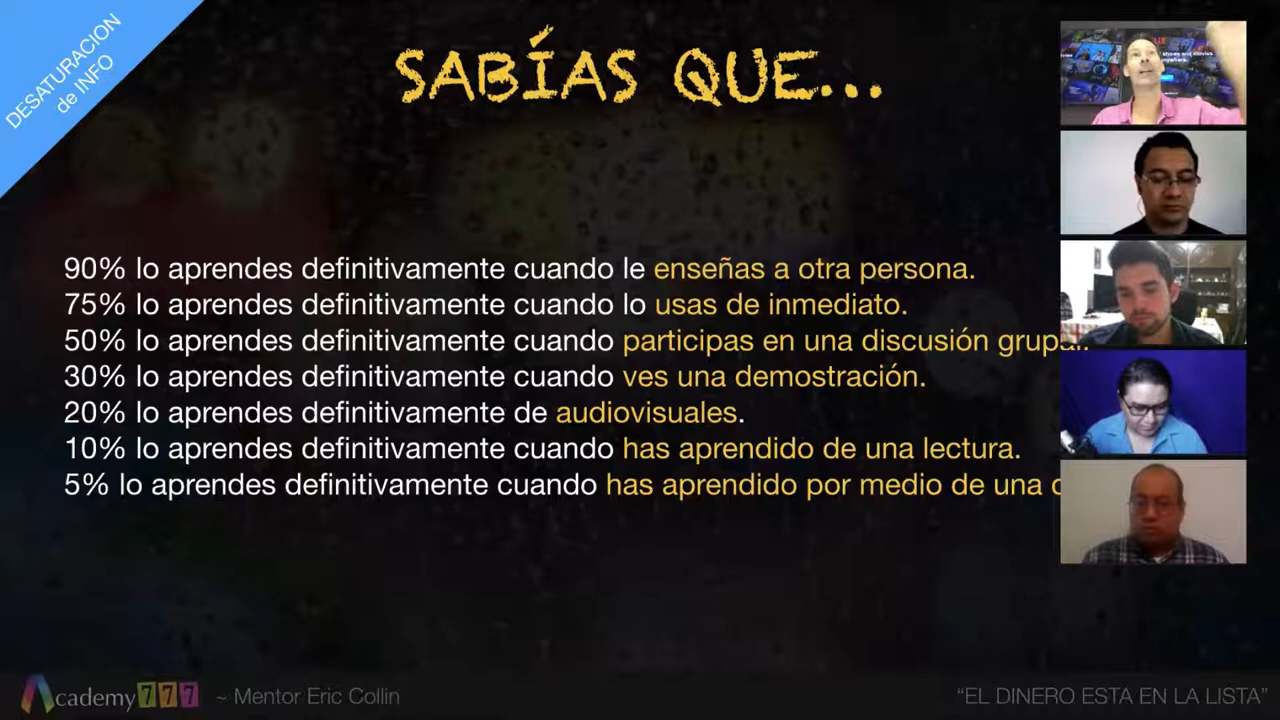 DESATURACION
de INFO
SABÍAS QUE...
90% lo aprendes definitivamente cuando le enseñas a otra persona.
75% lo aprendes definitivamente cuando lo usas de inmediato.
50% lo aprendes definitivamente cuando participas en una discusión grupal.
30% lo aprendes definitivamente cuando ves una demostración.
20% lo aprendes definitivamente de audiovisuales.
10% lo aprendes definitivamente cuando has aprendido de una lectura.
5% lo aprendes definitivamente cuando has aprendido por medio de una
Academy 777 ~ Mentor Eric Collin
“EL DINERO ESTA EN LA LISTA”